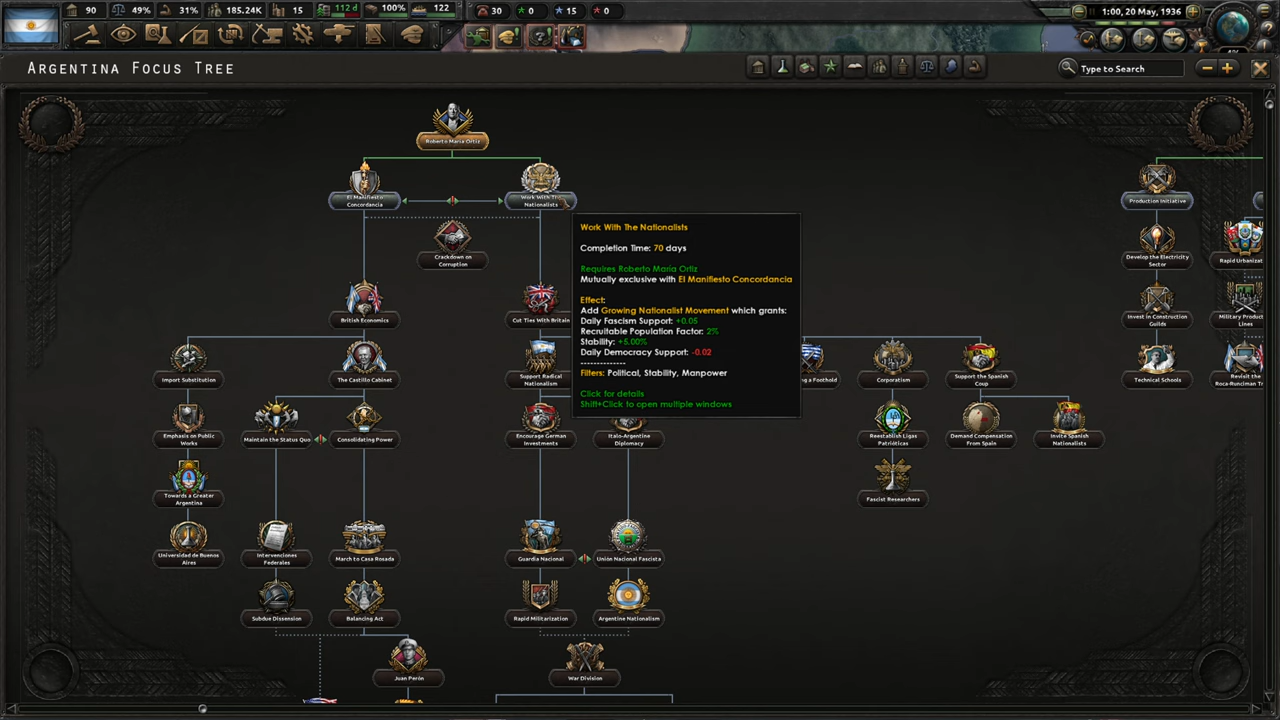 90
49%
31%
185.24K
15
112 d
100%
122
30
0
15
0
1:00, 20 May, 1936
Argentina Focus Tree
Type to Search
Roberto María Ortiz
El Manifiesto
Concordancia
Work With The
Nationalists
Production Initiative
Crackdown on
Corruption
Develop the Electricity
Sector
Rapid Urbanizat
Work With The Nationalists
Completion Time: 70 days
Requires Roberto María Ortiz
Mutually exclusive with El Manifiesto Concordancia
Effect:
Add Growing Nationalist Movement which grants:
Daily Fascism Support: +0.05
Recruitable Population Factor: 2%
Stability: +5.00%
Daily Democracy Support: -0.02
--------------
Filters: Political, Stability, Manpower
Click for details
Shift+Click to open multiple windows
British Economics
Cut Ties With Britain
Invest in Construction
Guilds
Military Produc
Lines
Import Substitution
The Castillo Cabinet
Support Radical
Nationalism
g a Foothold
Corporatism
Support the Spanish
Coup
Technical Schools
Revisit the
Roca-Runciman Tr
Emphasis on Public
Works
Maintain the Status Quo
Consolidating Power
Encourage German
Investments
Italo-Argentine
Diplomacy
Reestablish Ligas
Patrióticas
Demand Compensation
From Spain
Invite Spanish
Nationalists
Towards a Greater
Argentina
Fascist Researchers
Universidad de Buenos
Aires
Intervenciones
Federales
March to Casa Rosada
Guardia Nacional
Unión Nacional Fascista
Subdue Dissension
Balancing Act
Rapid Militarization
Argentine Nationalism
Juan Perón
War Division